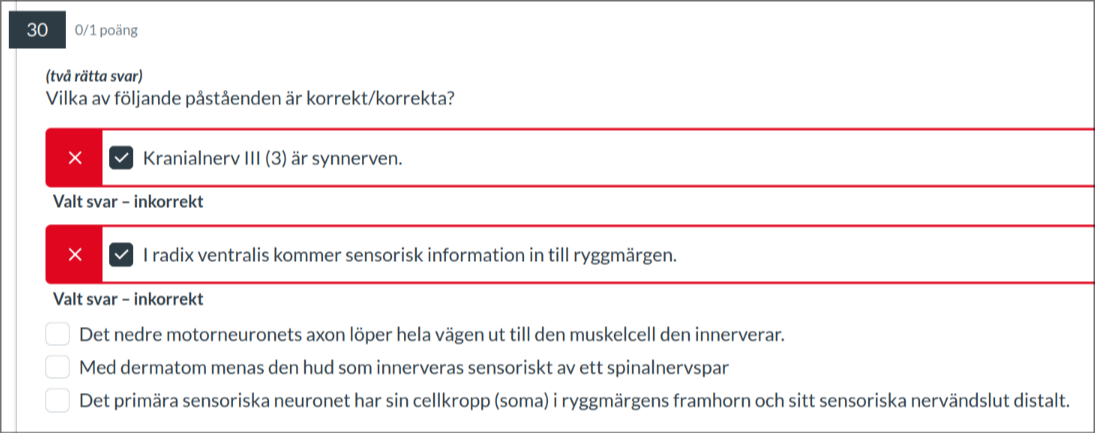 30 0/1 poäng
(två rätta svar)
Vilka av följande påståenden är korrekt/korrekta?
Kranialnerv III (3) är synnerven.
Valt svar – inkorrekt
I radix ventralis kommer sensorisk information in till ryggmärgen.
Valt svar – inkorrekt
Det nedre motorneuronets axon löper hela vägen ut till den muskelcell den innerverar.
Med dermatom menas den hud som innerveras sensoriskt av ett spinalnervspar
Det primära sensoriska neuronet har sin cellkropp (soma) i ryggmärgens framhorn och sitt sensoriska nervändslut distalt.